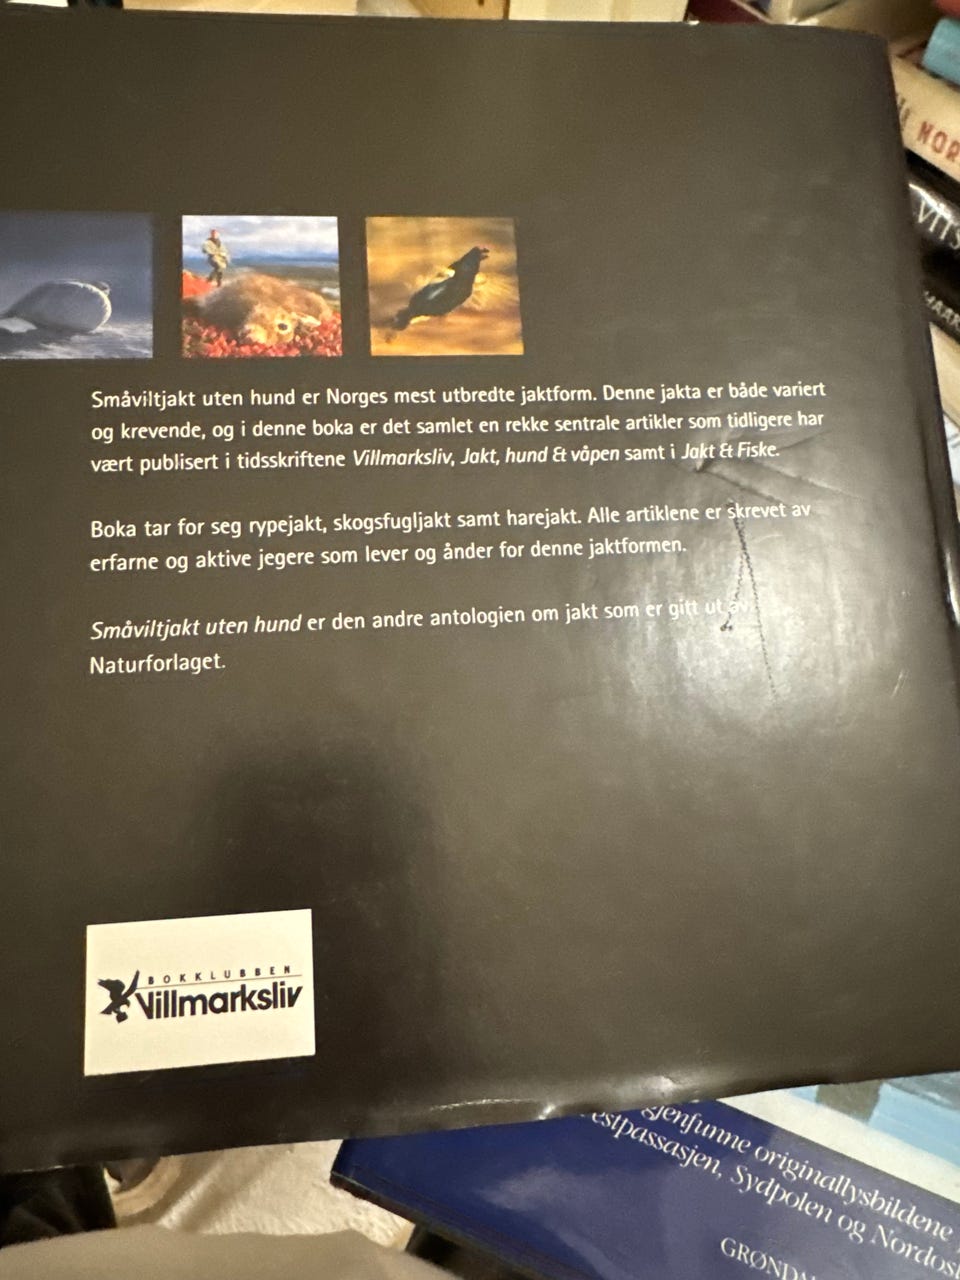 NOR
Småviltjakt uten hund er Norges mest utbredte jaktform. Denne jakta er både variert
og krevende, og i denne boka er det samlet en rekke sentrale artikler som tidligere har
vært publisert i tidsskriftene Villmarksliv, Jakt, hund & våpen samt i Jakt & Fiske.
Boka tar for seg rypejakt, skogsfugljakt samt harejakt. Alle artiklene er skrevet av
erfarne og aktive jegere som lever og ånder for denne jaktformen.
Småviltjakt uten hund er den andre antologien om jakt som er gitt ut av
Naturforlaget.
BOKKLUBBEN
Villmarksliv
gjenfunne originallysbildene
estpassasjen, Sydpolen og Nordos
GRØND